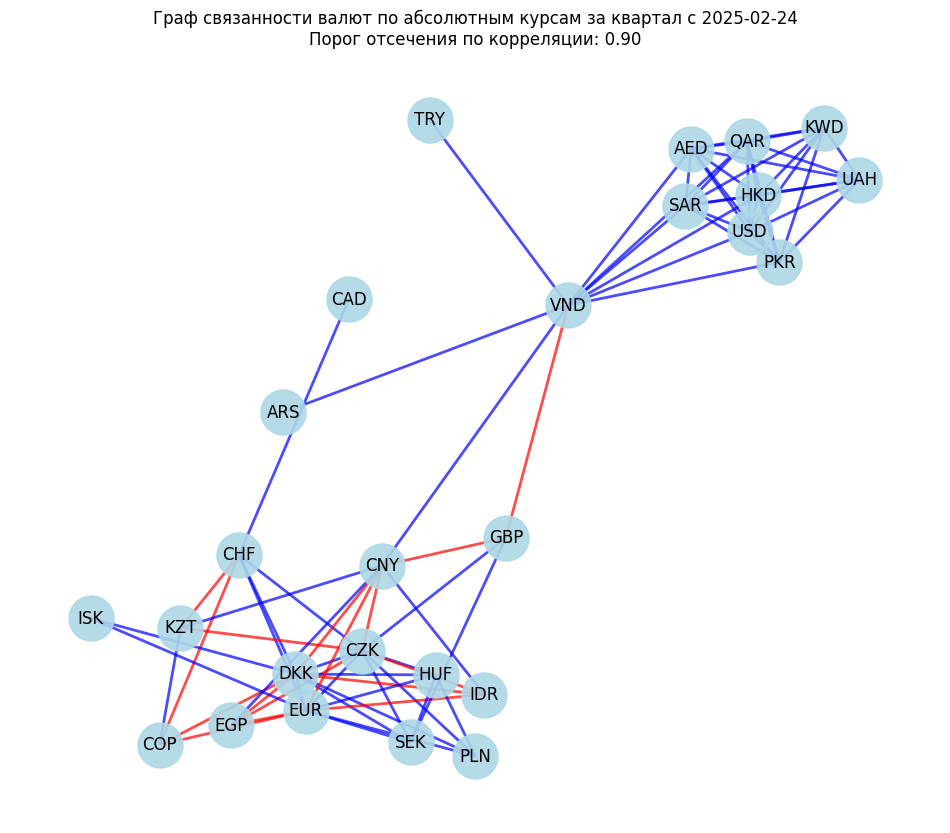 Граф связанности валют по абсолютным курсам за квартал с 2025-02-24
Порог отсечения по корреляции: 0.90
TRY
KWD
QAR
AED
UAH
HKD
SAR
USD
PKR
CAD
VND
ARS
GBP
CHF
CNY
ISK
KZT
CZK
DKK
HUF
IDR
EUR
EGP
SEK
COP
PLN